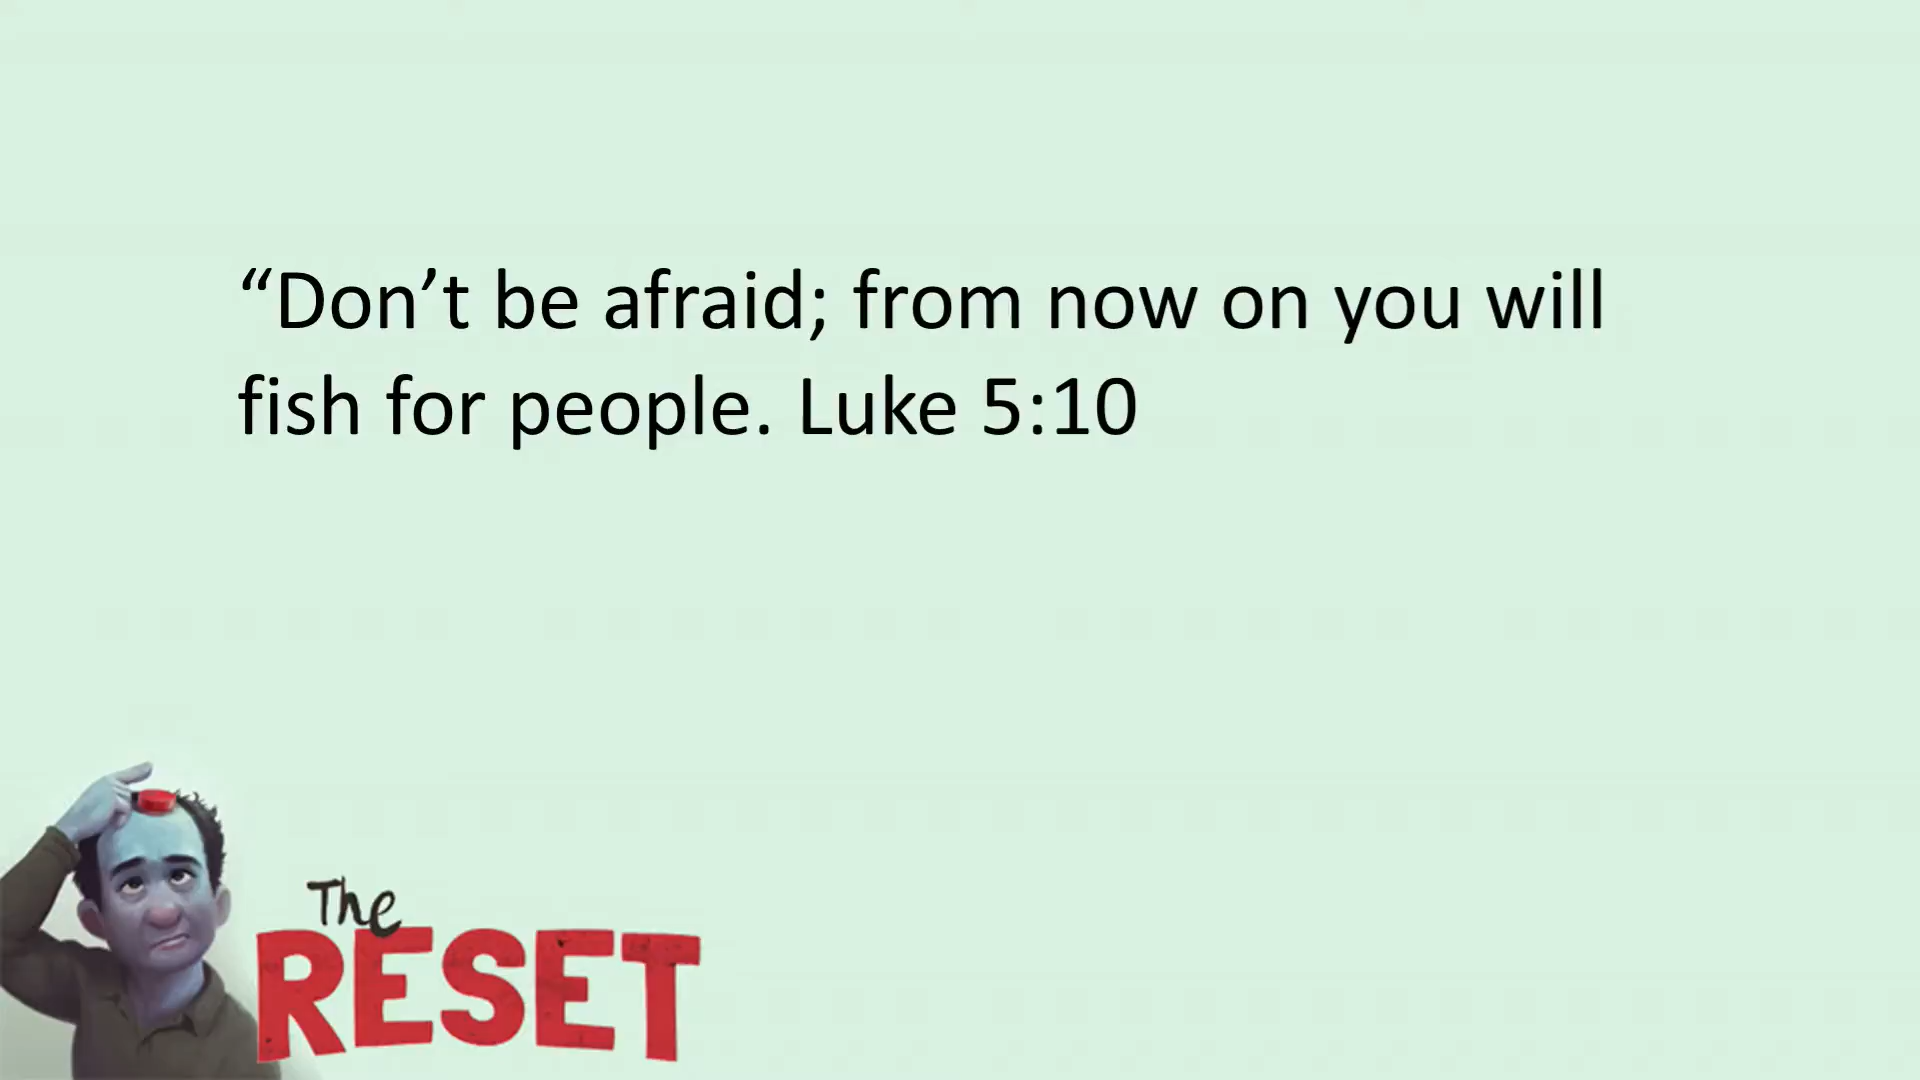 “Don’t be afraid; from now on you will
fish for people. Luke 5:10
The
RESET